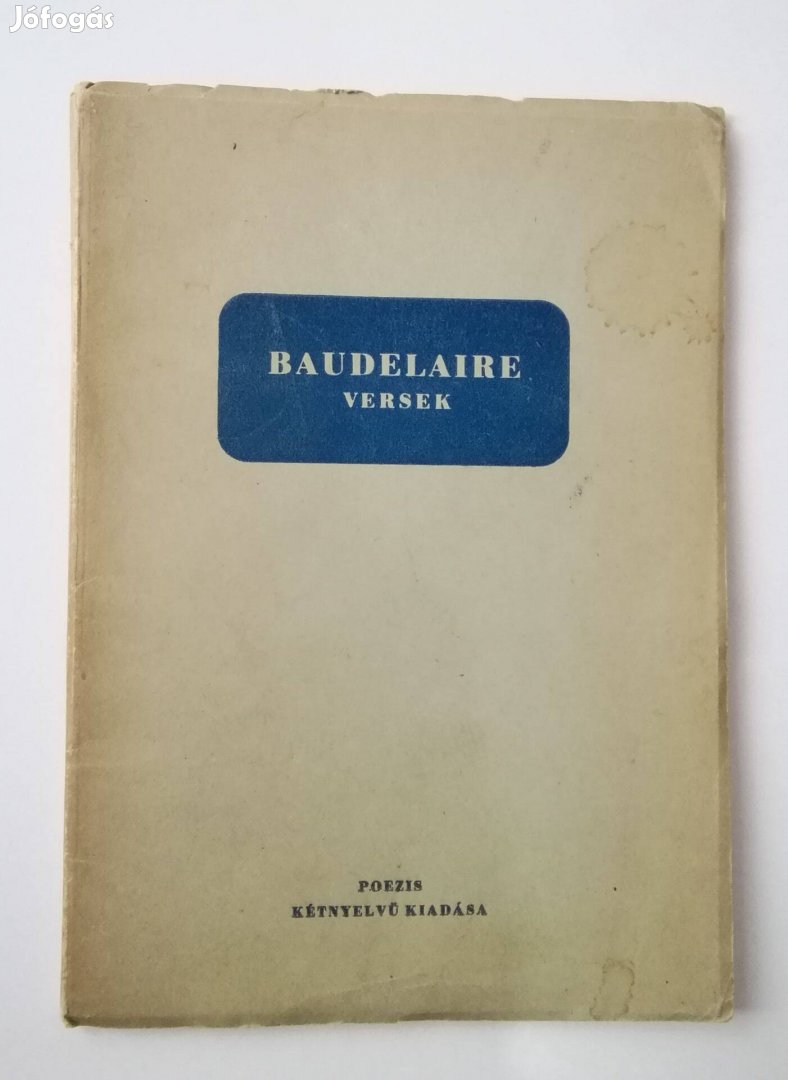 Jófogás
BAUDELAIRE
VERSEK
POEZIS
KÉTNYELVŰ KIADÁSA